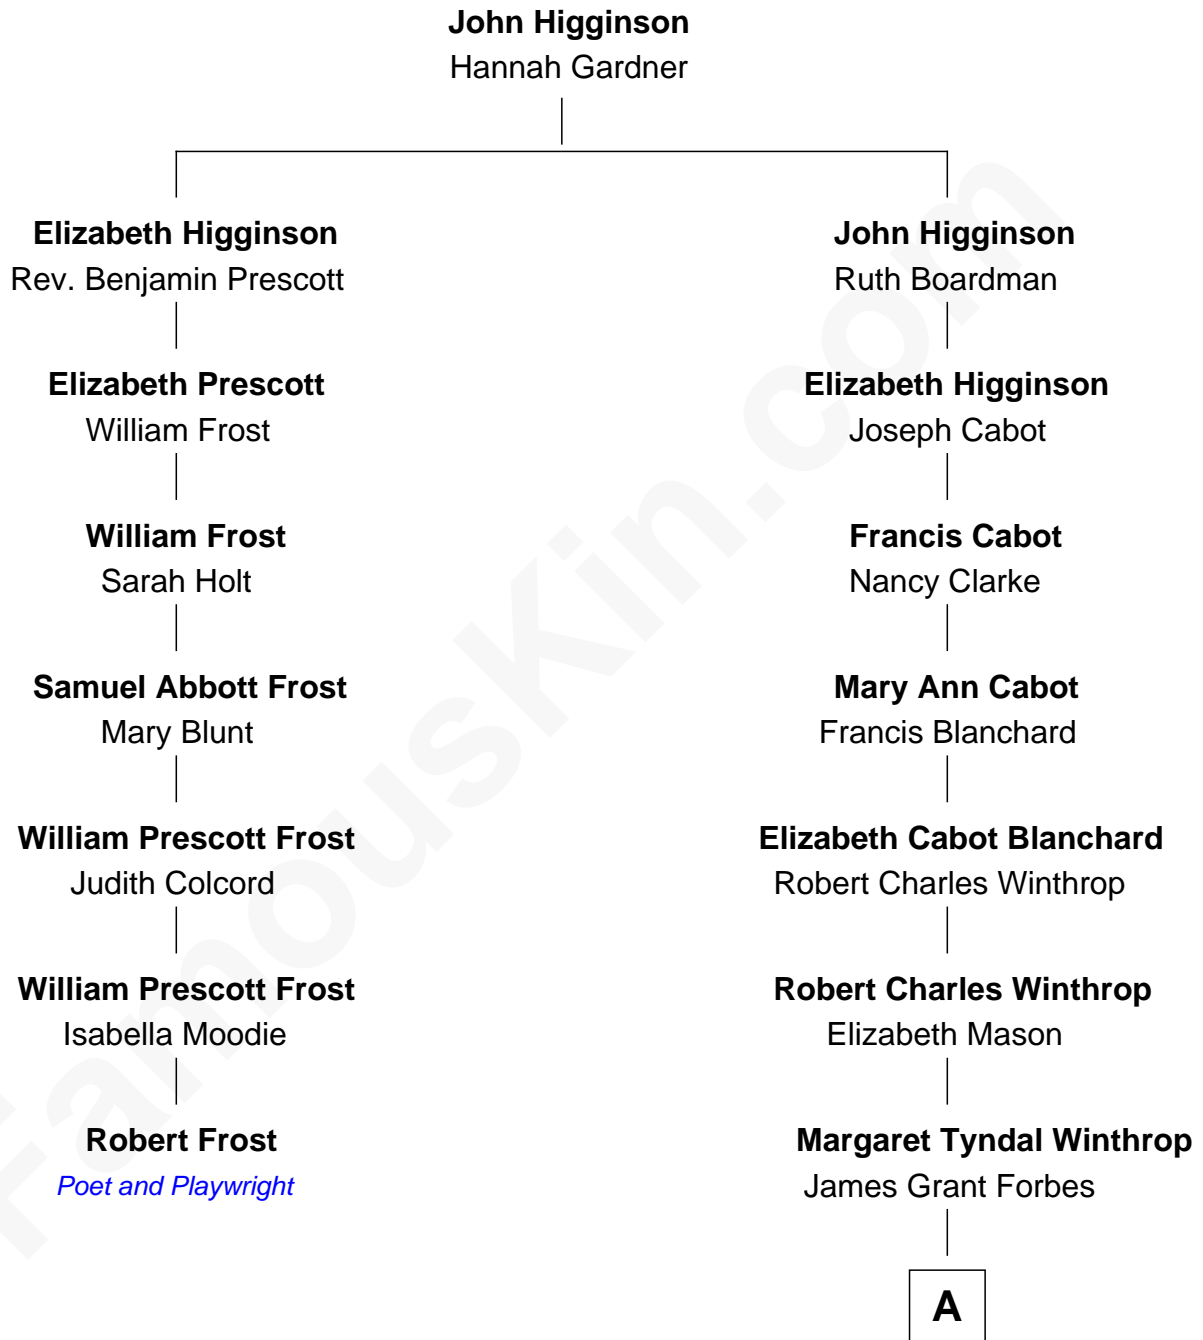 John Higginson
Hannah Gardner
Elizabeth Higginson
Rev. Benjamin Prescott
John Higginson
Ruth Boardman
Elizabeth Prescott
William Frost
Elizabeth Higginson
Joseph Cabot
William Frost
Sarah Holt
Francis Cabot
Nancy Clarke
Samuel Abbott Frost
Mary Blunt
Mary Ann Cabot
Francis Blanchard
William Prescott Frost
Judith Colcord
Elizabeth Cabot Blanchard
Robert Charles Winthrop
William Prescott Frost
Isabella Moodie
Robert Charles Winthrop
Elizabeth Mason
Robert Frost
Poet and Playwright
Margaret Tyndal Winthrop
James Grant Forbes
A
FamousKin.com